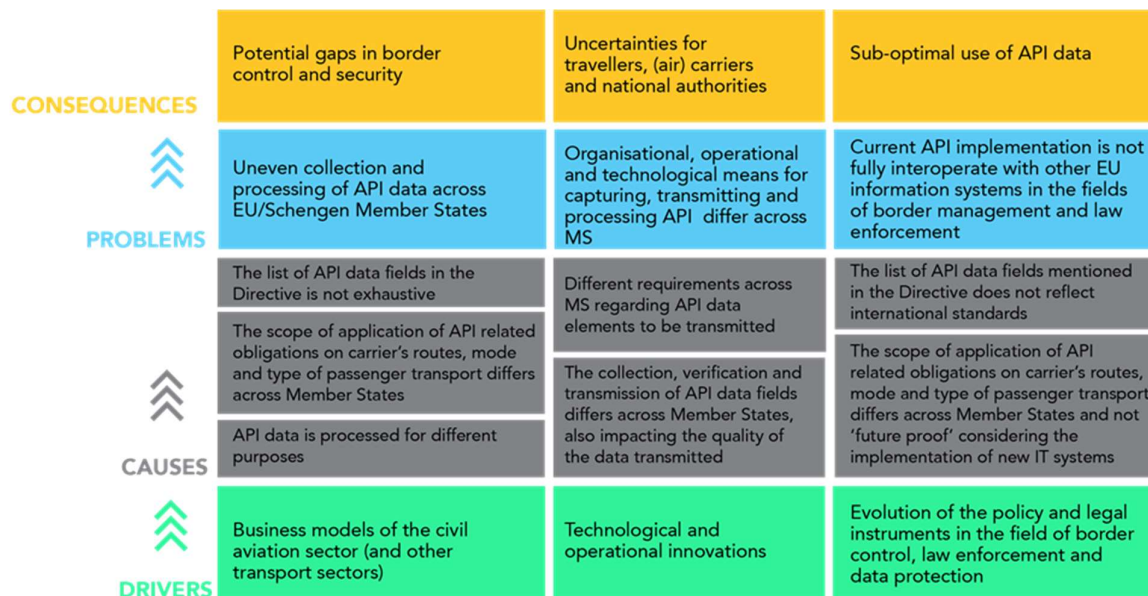 Potential gaps in border
control and security
Uncertainties for
travellers, (air) carriers
and national authorities
Sub-optimal use of API data
CONSEQUENCES
Uneven collection and
processing of API data across
EU/Schengen Member States
Organisational, operational
and technological means for
capturing, transmitting and
processing API differ across
MS
Current API implementation is not
fully interoperate with other EU
information systems in the fields
of border management and law
enforcement
PROBLEMS
The list of API data fields in the
Directive is not exhaustive
The scope of application of API related
obligations on carrier's routes, mode
and type of passenger transport differs
across Member States
API data is processed for different
purposes
Different requirements across
MS regarding API data
elements to be transmitted
The collection, verification and
transmission of API data fields
differs across Member States,
also impacting the quality of
the data transmitted
The list of API data fields mentioned
in the Directive does not reflect
international standards
The scope of application of API
related obligations on carrier's routes,
mode and type of passenger transport
differs across Member States and not
‘future proof’ considering the
implementation of new IT systems
CAUSES
Business models of the civil
aviation sector (and other
transport sectors)
Technological and
operational innovations
Evolution of the policy and legal
instruments in the field of border
control, law enforcement and
data protection
DRIVERS